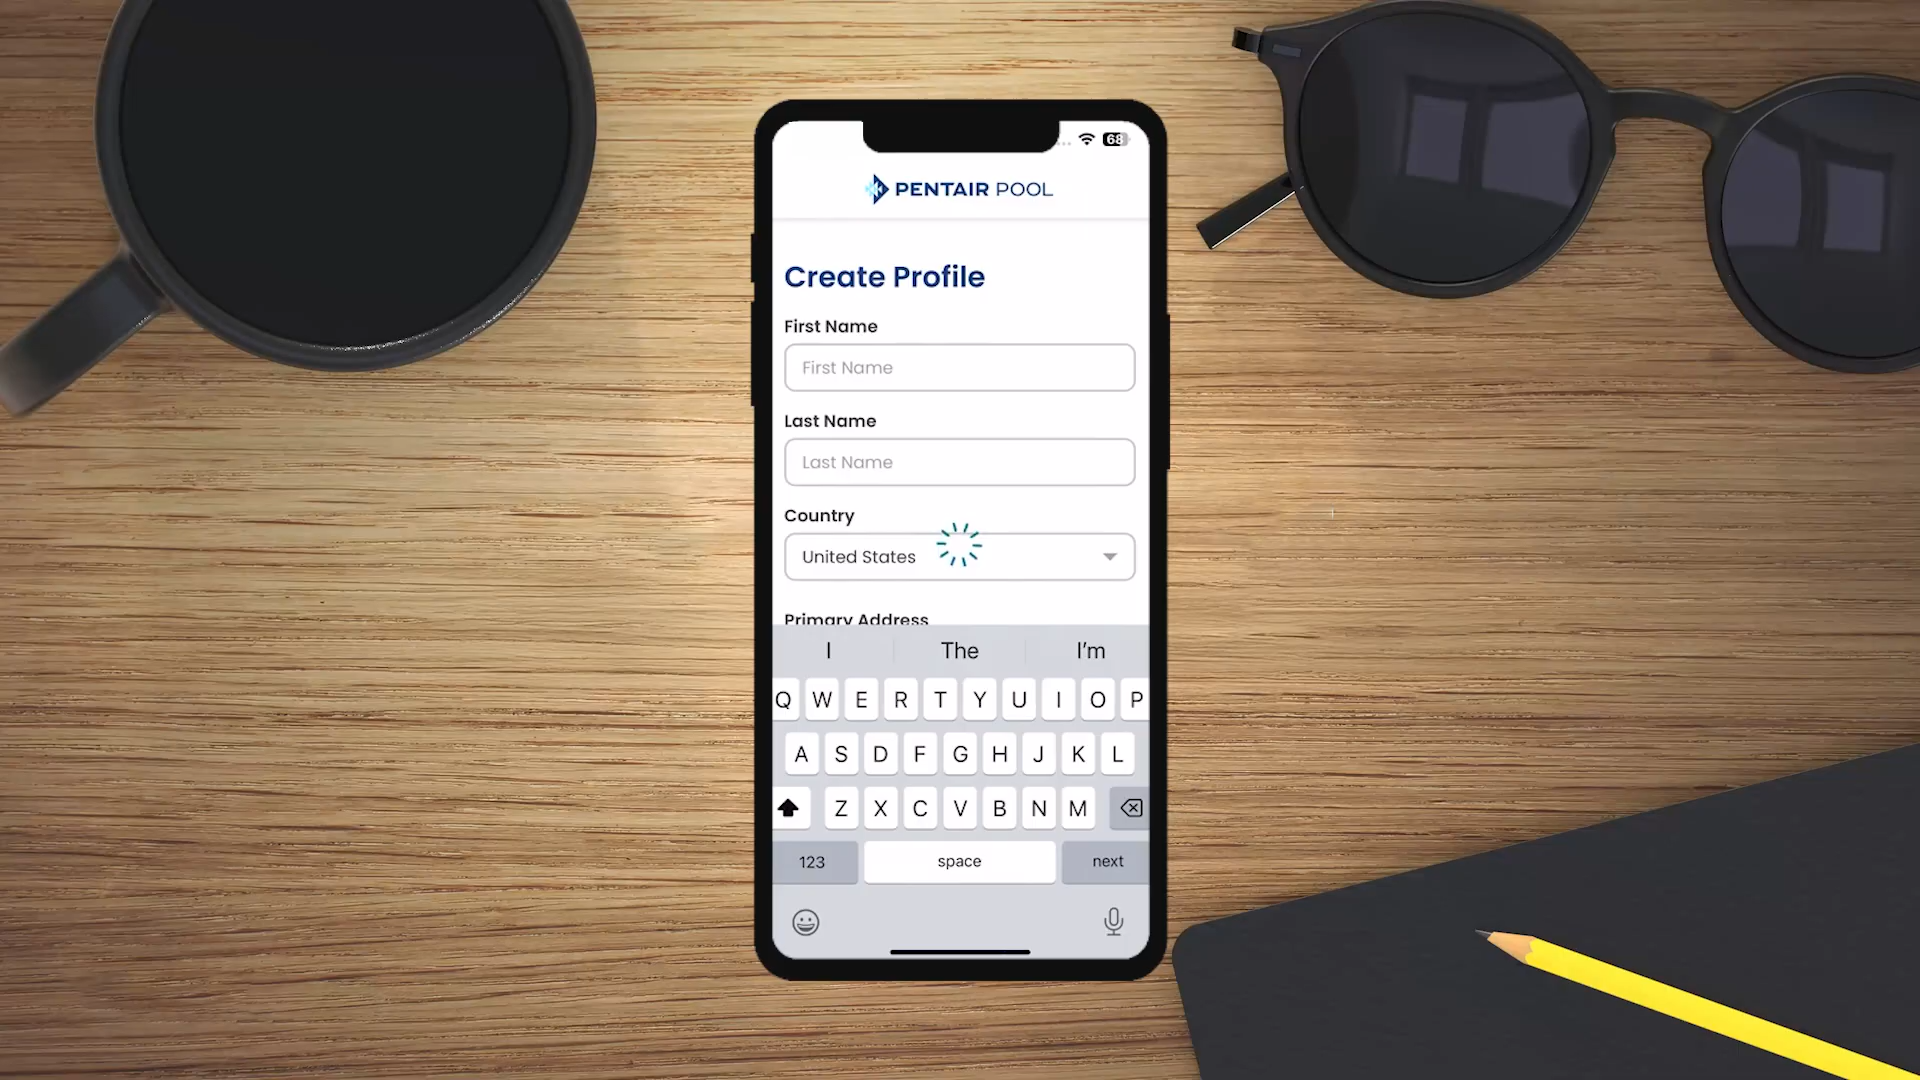 68
PENTAIR POOL
Create Profile
First Name
First Name
Last Name
Last Name
Country
United States
Primary Address
I The I'm
Q W E R T Y U I O P
A S D F G H J K L
Z X C V B N M
123 space next